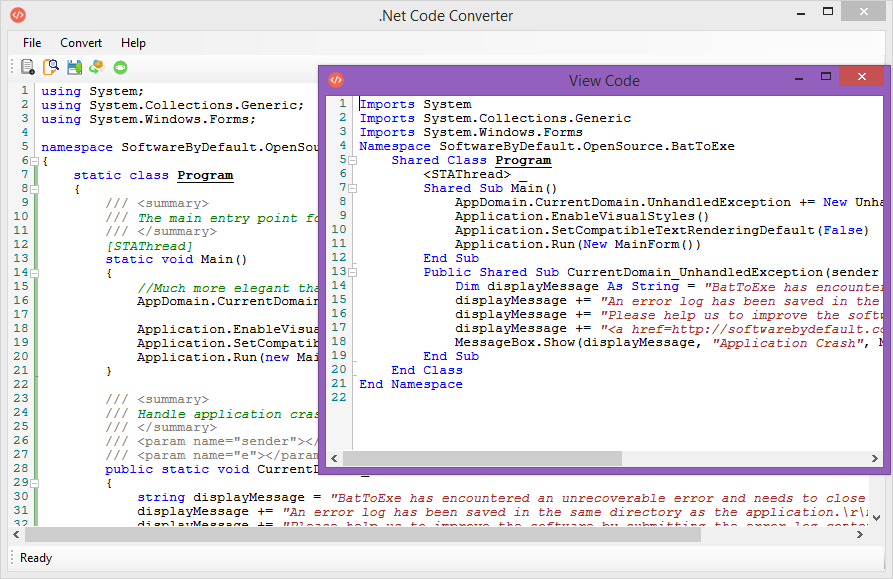 .Net Code Converter
File Convert Help
1 using System;
2 using System.Collections.Generic;
3 using System.Windows.Forms;
4
5 namespace SoftwareByDefault.OpenSou
6 {
7 static class Program
8 {
9 /// <summary>
10 /// The main entry point fo
11 /// </summary>
12 [STAThread]
13 static void Main()
14 {
15 //Much more elegant tha
16 AppDomain.CurrentDomain
17
18 Application.EnableVisua
19 Application.SetCompatib
20 Application.Run(new Mai
21 }
22
23 /// <summary>
24 /// Handle application cras
25 /// </summary>
26 /// <param name="sender"></
27 /// <param name="e"></param
28 public static void CurrentD
29 {
30 string displayMessage = "BatToExe has encountered an unrecoverable error and needs to close
31 displayMessage += "An error log has been saved in the same directory as the application.\r\
32 displayMessage += "Please help us to improve the software by submitting the error log conte
Ready
View Code
1 Imports System
2 Imports System.Collections.Generic
3 Imports System.Windows.Forms
4 Namespace SoftwareByDefault.OpenSource.BatToExe
5 Shared Class Program
6 <STAThread> _
7 Shared Sub Main()
8 AppDomain.CurrentDomain.UnhandledException += New Unha
9 Application.EnableVisualStyles()
10 Application.SetCompatibleTextRenderingDefault(False)
11 Application.Run(New MainForm())
12 End Sub
13 Public Shared Sub CurrentDomain_UnhandledException(sender
14 Dim displayMessage As String = "BatToExe has encounter
15 displayMessage += "An error log has been saved in the
16 displayMessage += "Please help us to improve the softw
17 displayMessage += "<a href=http://softwarebydefault.co
18 MessageBox.Show(displayMessage, "Application Crash", M
19 End Sub
20 End Class
21 End Namespace
22